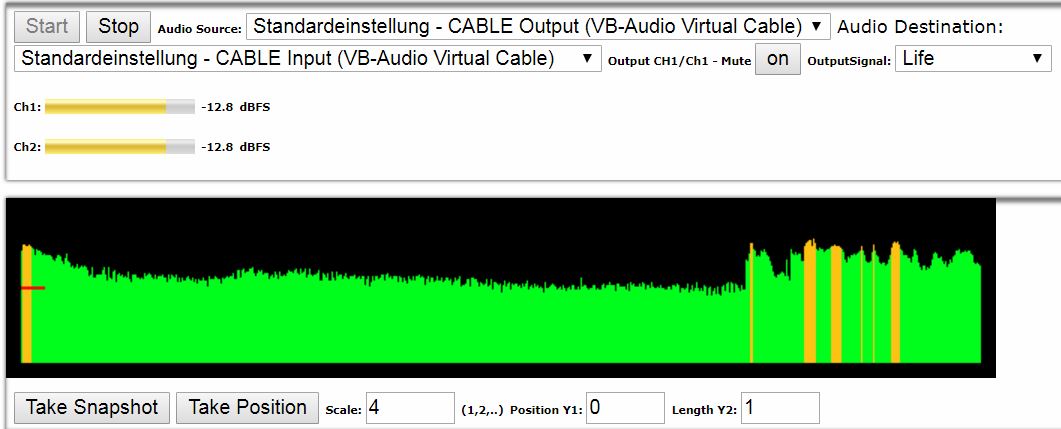 Start Stop Audio Source: Standardeinstellung - CABLE Output (VB-Audio Virtual Cable) Audio Destination:
Standardeinstellung - CABLE Input (VB-Audio Virtual Cable) Output CH1/Ch1 - Mute on OutputSignal: Life
Ch1: -12.8 dBFS
Ch2: -12.8 dBFS
Take Snapshot Take Position Scale: 4 (1,2,..) Position Y1: 0 Length Y2: 1